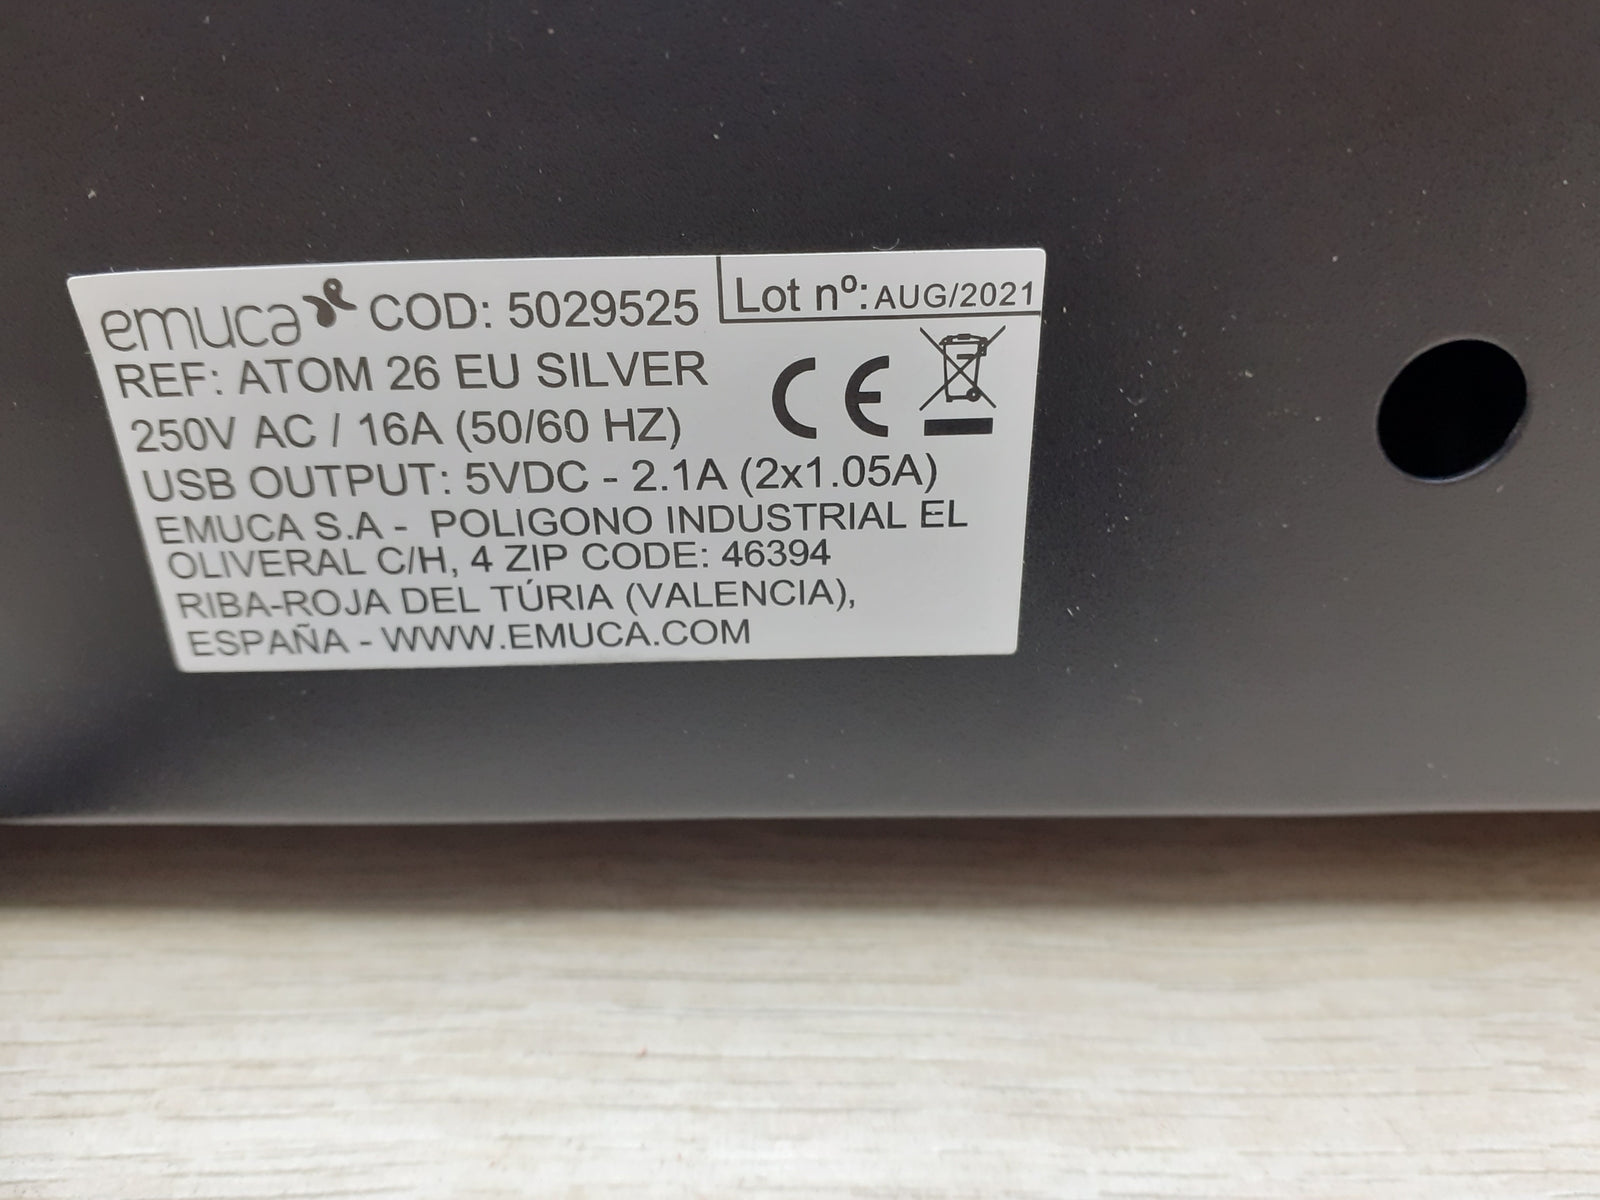 emuca COD: 5029525 Lot nº: AUG/2021
REF: ATOM 26 EU SILVER
250V AC / 16A (50/60 HZ) CE
USB OUTPUT: 5VDC - 2.1A (2x1.05A)
EMUCA S.A - POLIGONO INDUSTRIAL EL
OLIVERAL C/H, 4 ZIP CODE: 46394
RIBA-ROJA DEL TÚRIA (VALENCIA),
ESPAÑA - WWW.EMUCA.COM